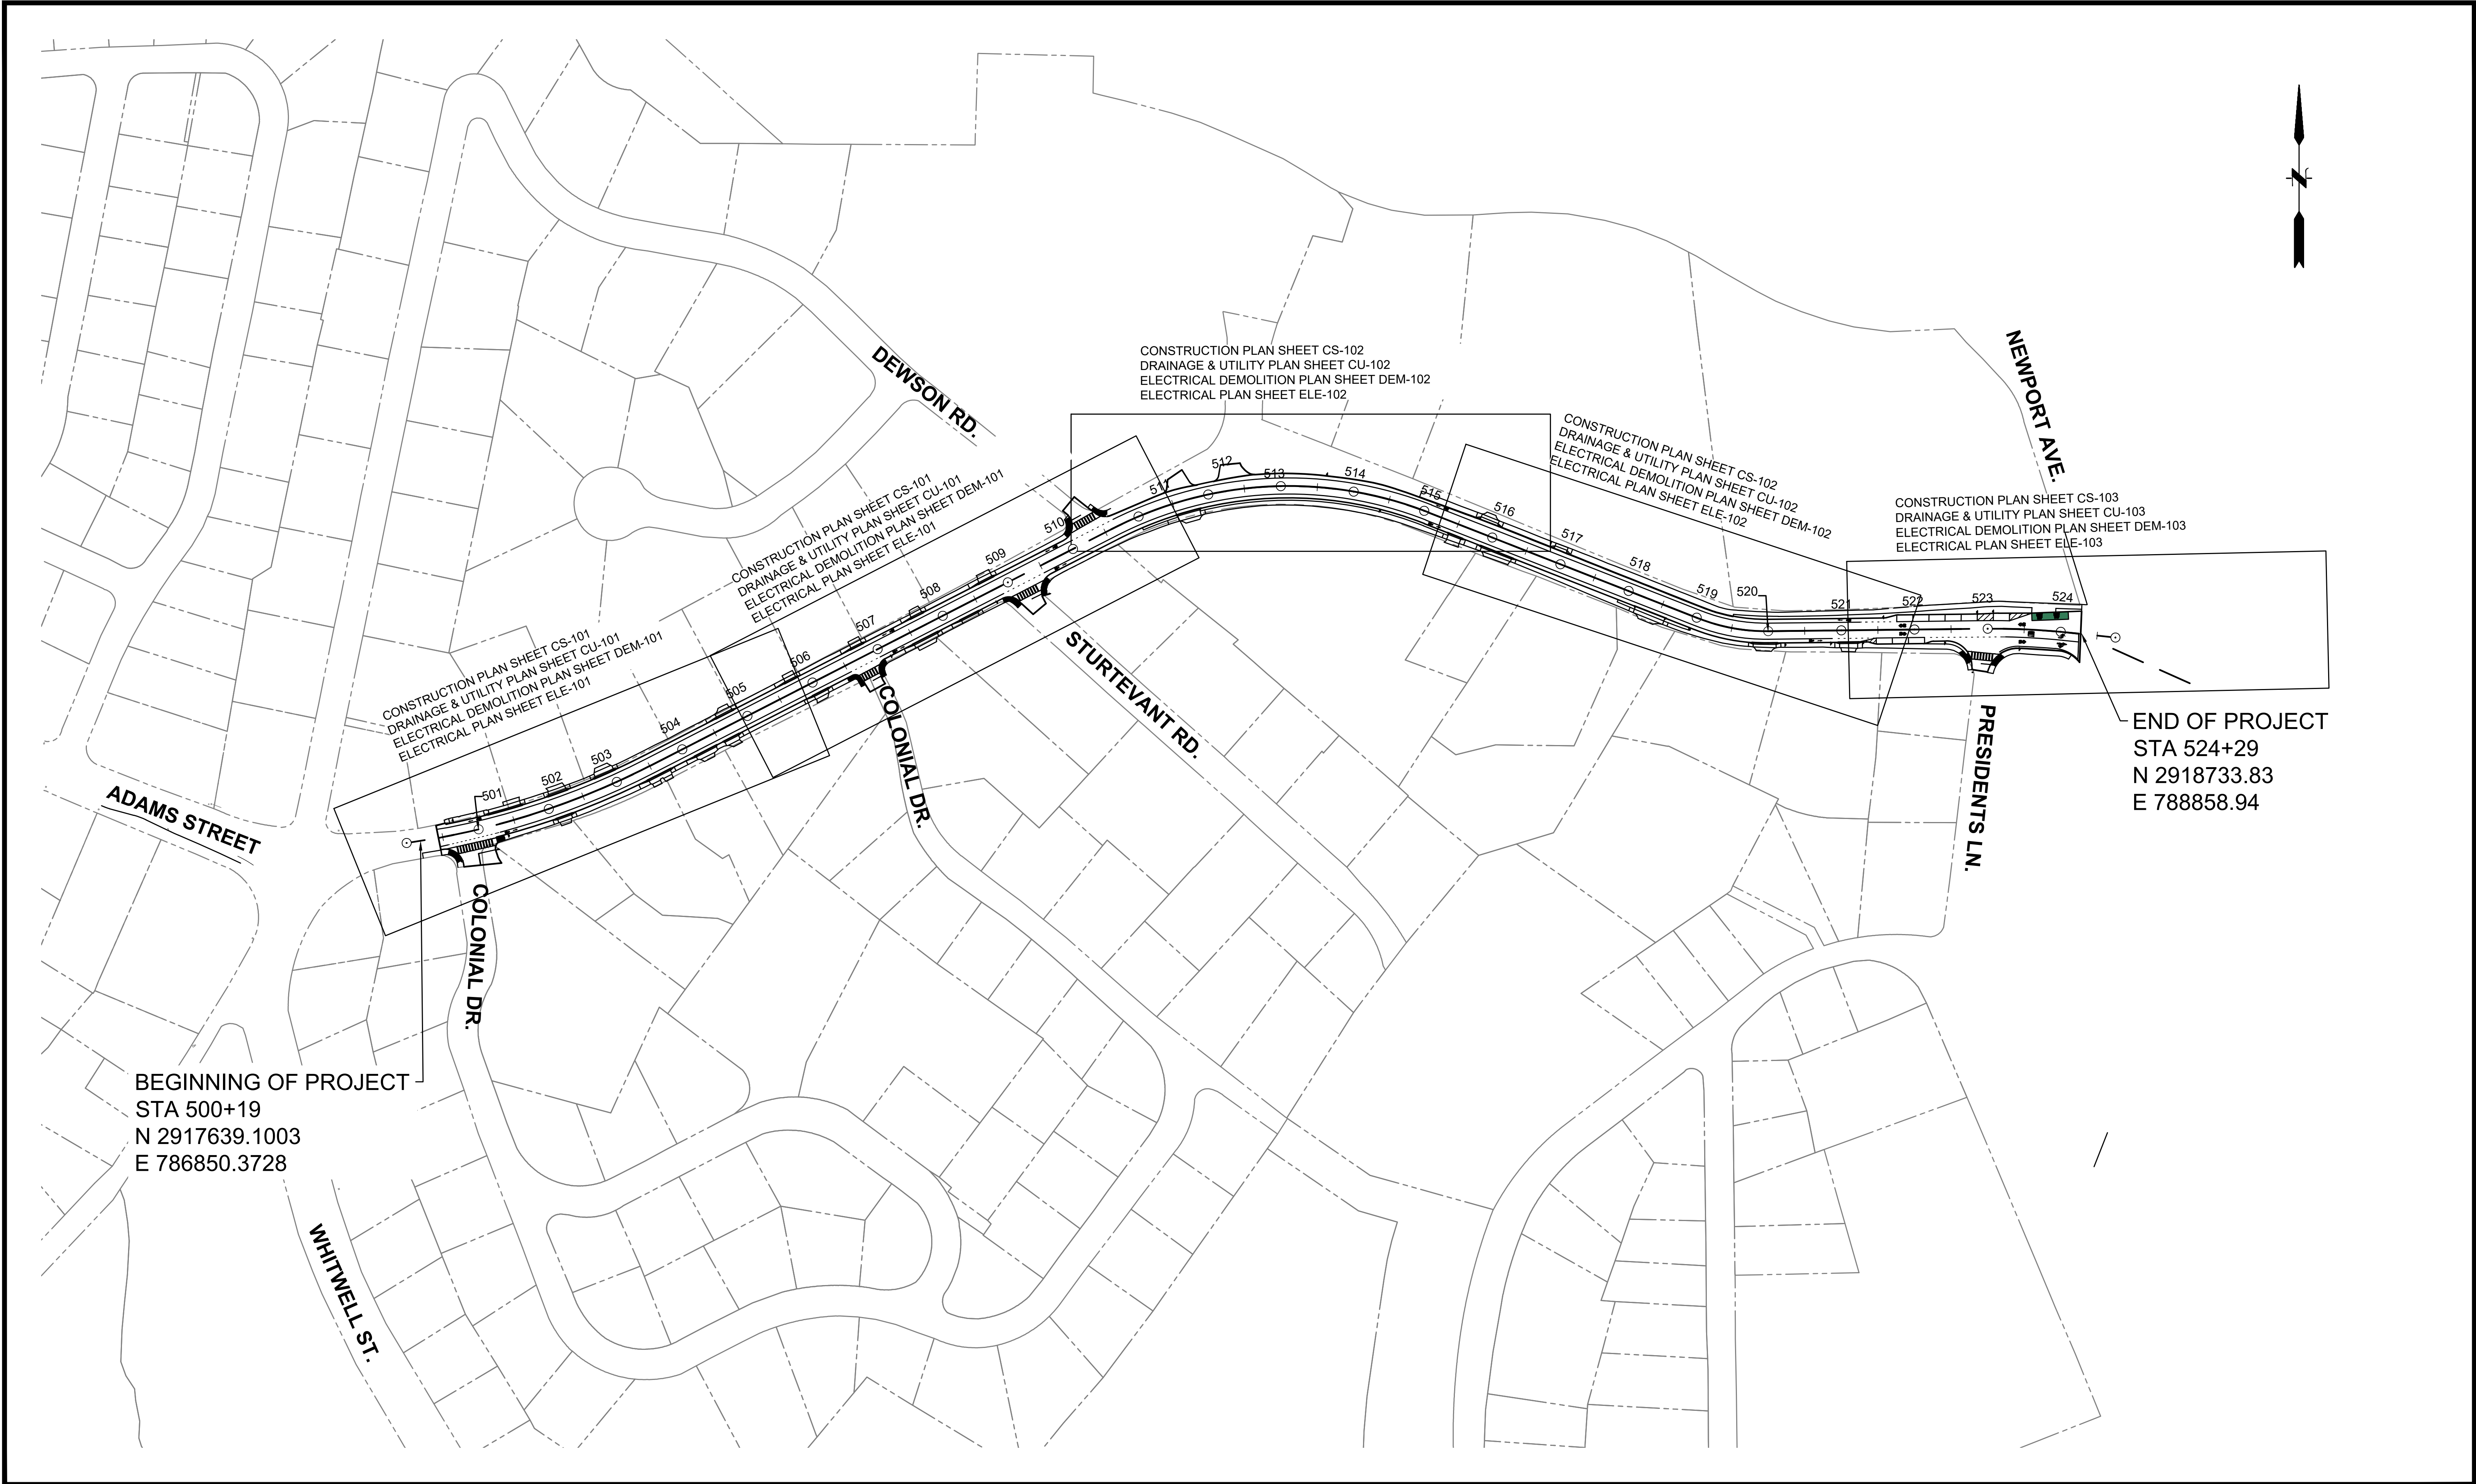 CONSTRUCTION PLAN SHEET CS-102
DRAINAGE & UTILITY PLAN SHEET CU-102
ELECTRICAL DEMOLITION PLAN SHEET DEM-102
ELECTRICAL PLAN SHEET ELE-102
CONSTRUCTION PLAN SHEET CS-102
DRAINAGE & UTILITY PLAN SHEET CU-102
ELECTRICAL DEMOLITION PLAN SHEET DEM-102
ELECTRICAL PLAN SHEET ELE-102
CONSTRUCTION PLAN SHEET CS-103
DRAINAGE & UTILITY PLAN SHEET CU-103
ELECTRICAL DEMOLITION PLAN SHEET DEM-103
ELECTRICAL PLAN SHEET ELE-103
CONSTRUCTION PLAN SHEET CS-101
DRAINAGE & UTILITY PLAN SHEET CU-101
ELECTRICAL DEMOLITION PLAN SHEET DEM-101
ELECTRICAL PLAN SHEET ELE-101
CONSTRUCTION PLAN SHEET CS-101
DRAINAGE & UTILITY PLAN SHEET CU-101
ELECTRICAL DEMOLITION PLAN SHEET DEM-101
ELECTRICAL PLAN SHEET ELE-101
N
NEWPORT AVE.
DEWSON RD.
STURTEVANT RD.
COLONIAL DR.
COLONIAL DR.
PRESIDENTS LN.
ADAMS STREET
WHITWELL ST.
501
502
503
504
505
506
507
508
509
510
511
512
513
514
515
516
517
518
519
520
521
522
523
524
END OF PROJECT
STA 524+29
N 2918733.83
E 788858.94
BEGINNING OF PROJECT
STA 500+19
N 2917639.1003
E 786850.3728